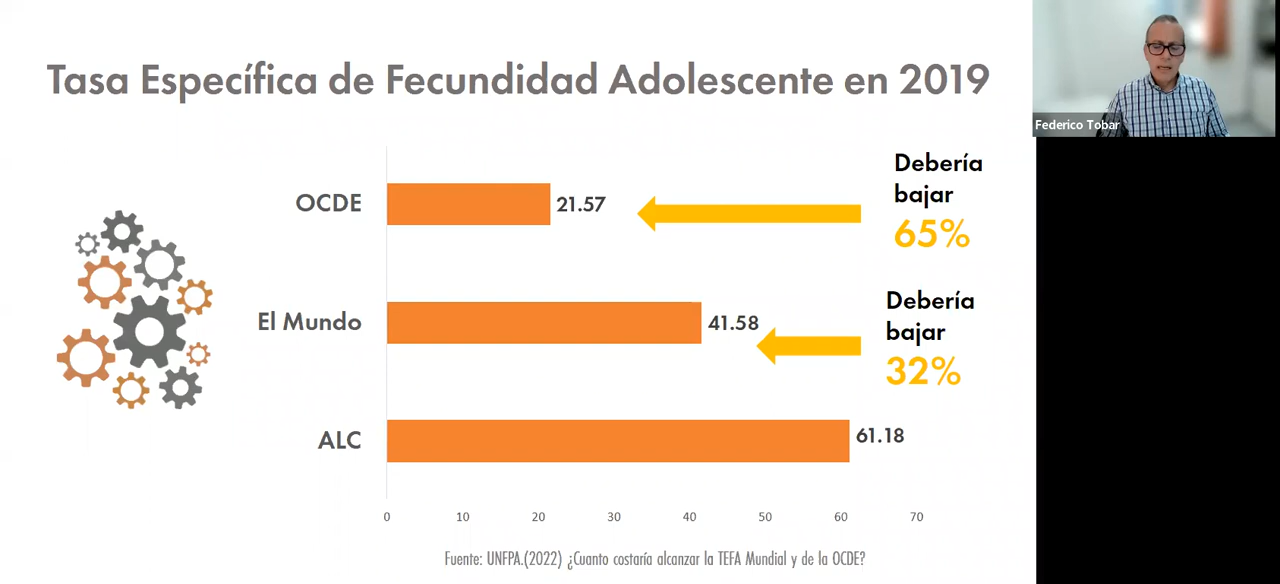 Tasa Específica de Fecundidad Adolescente en 2019
Federico Tobar
Debería
bajar
65%
OCDE
21.57
Debería
bajar
32%
El Mundo
41.58
ALC
61.18
0 10 20 30 40 50 60 70
Fuente: UNFPA.(2022) ¿Cuanto costaría alcanzar la TEFA Mundial y de la OCDE?